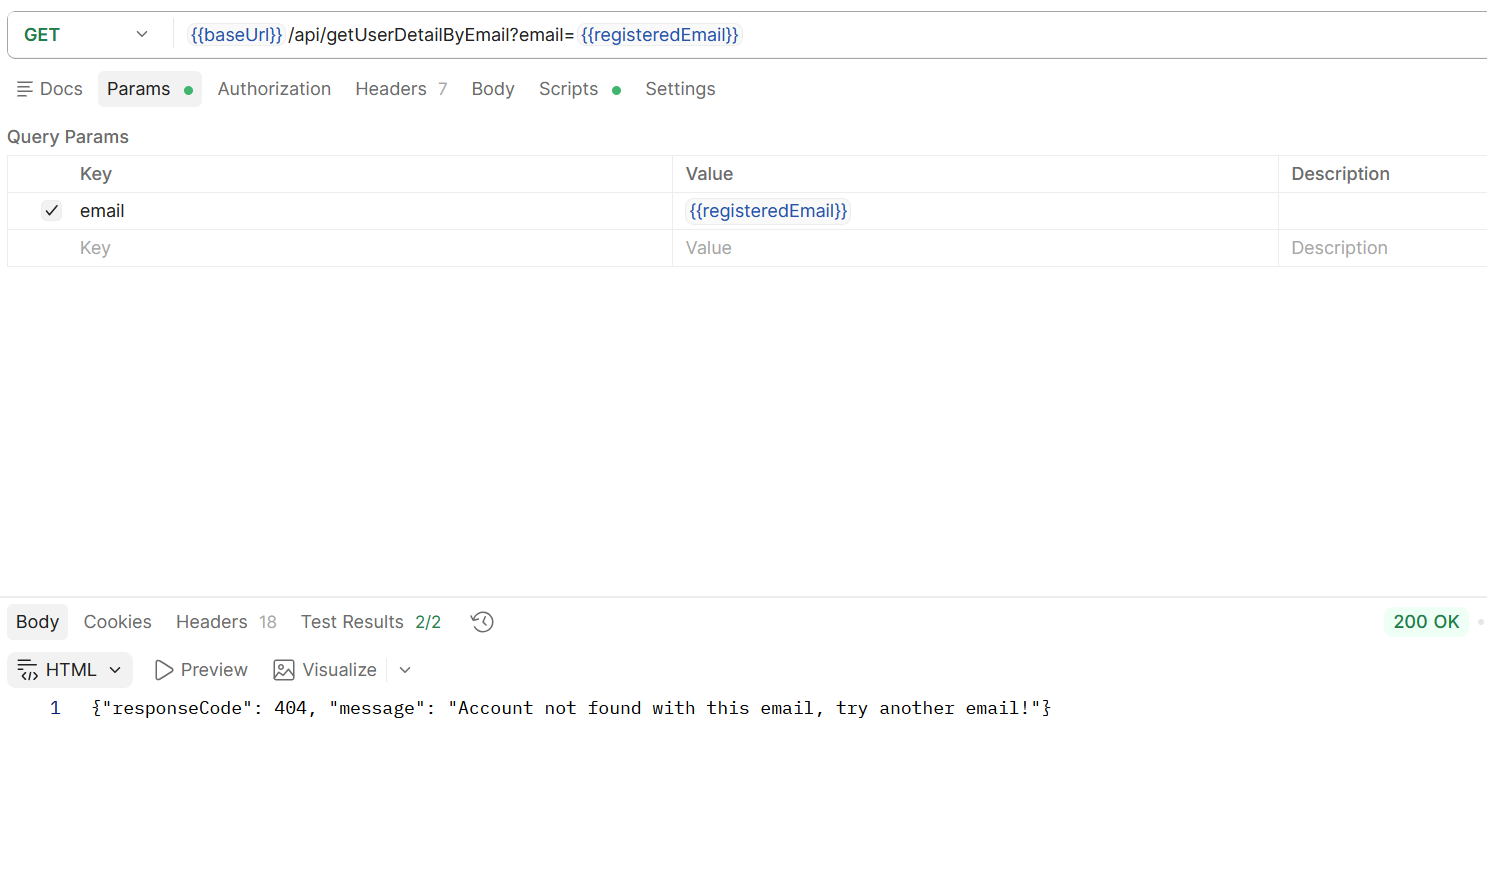 GET {{baseUrl}} /api/getUserDetailByEmail?email= {{registeredEmail}}
Docs Params Authorization Headers 7 Body Scripts Settings
Query Params
Key Value Description
email {{registeredEmail}}
Key Value Description
Body Cookies Headers 18 Test Results 2/2 200 OK
HTML Preview Visualize
1 {"responseCode": 404, "message": "Account not found with this email, try another email!"}